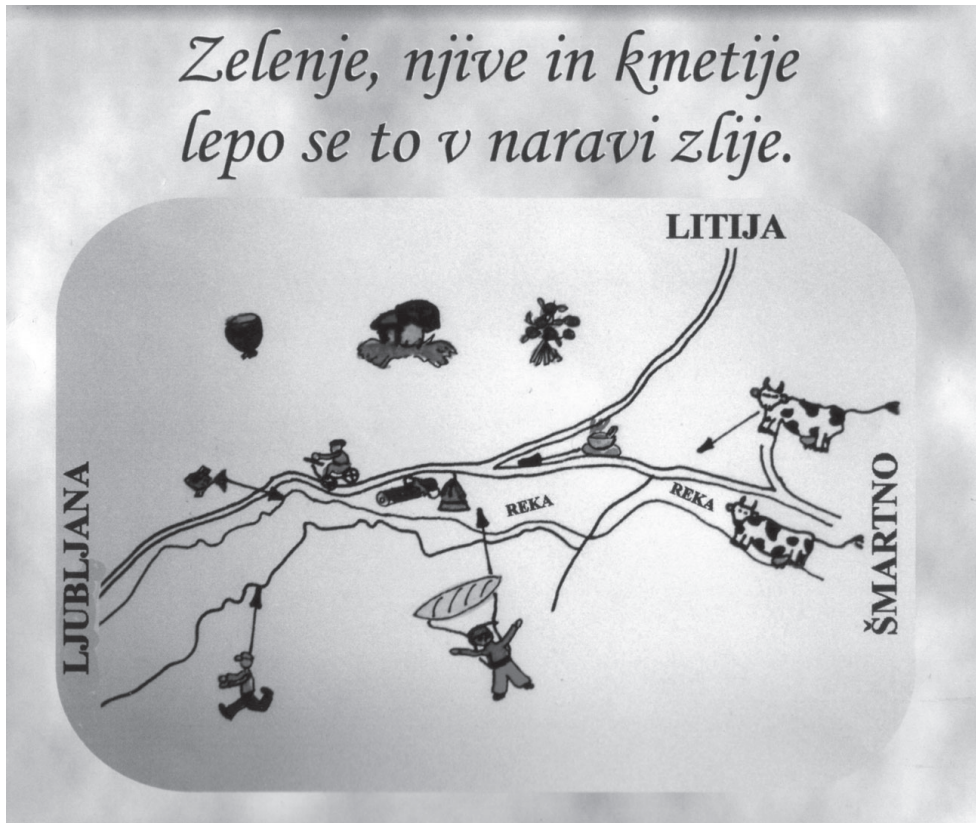 Zelenje, njive in kmetije
lepo se to v naravi zlije.
LITIJA
LJUBLJANA
REKA
REKA
ŠMARTNO